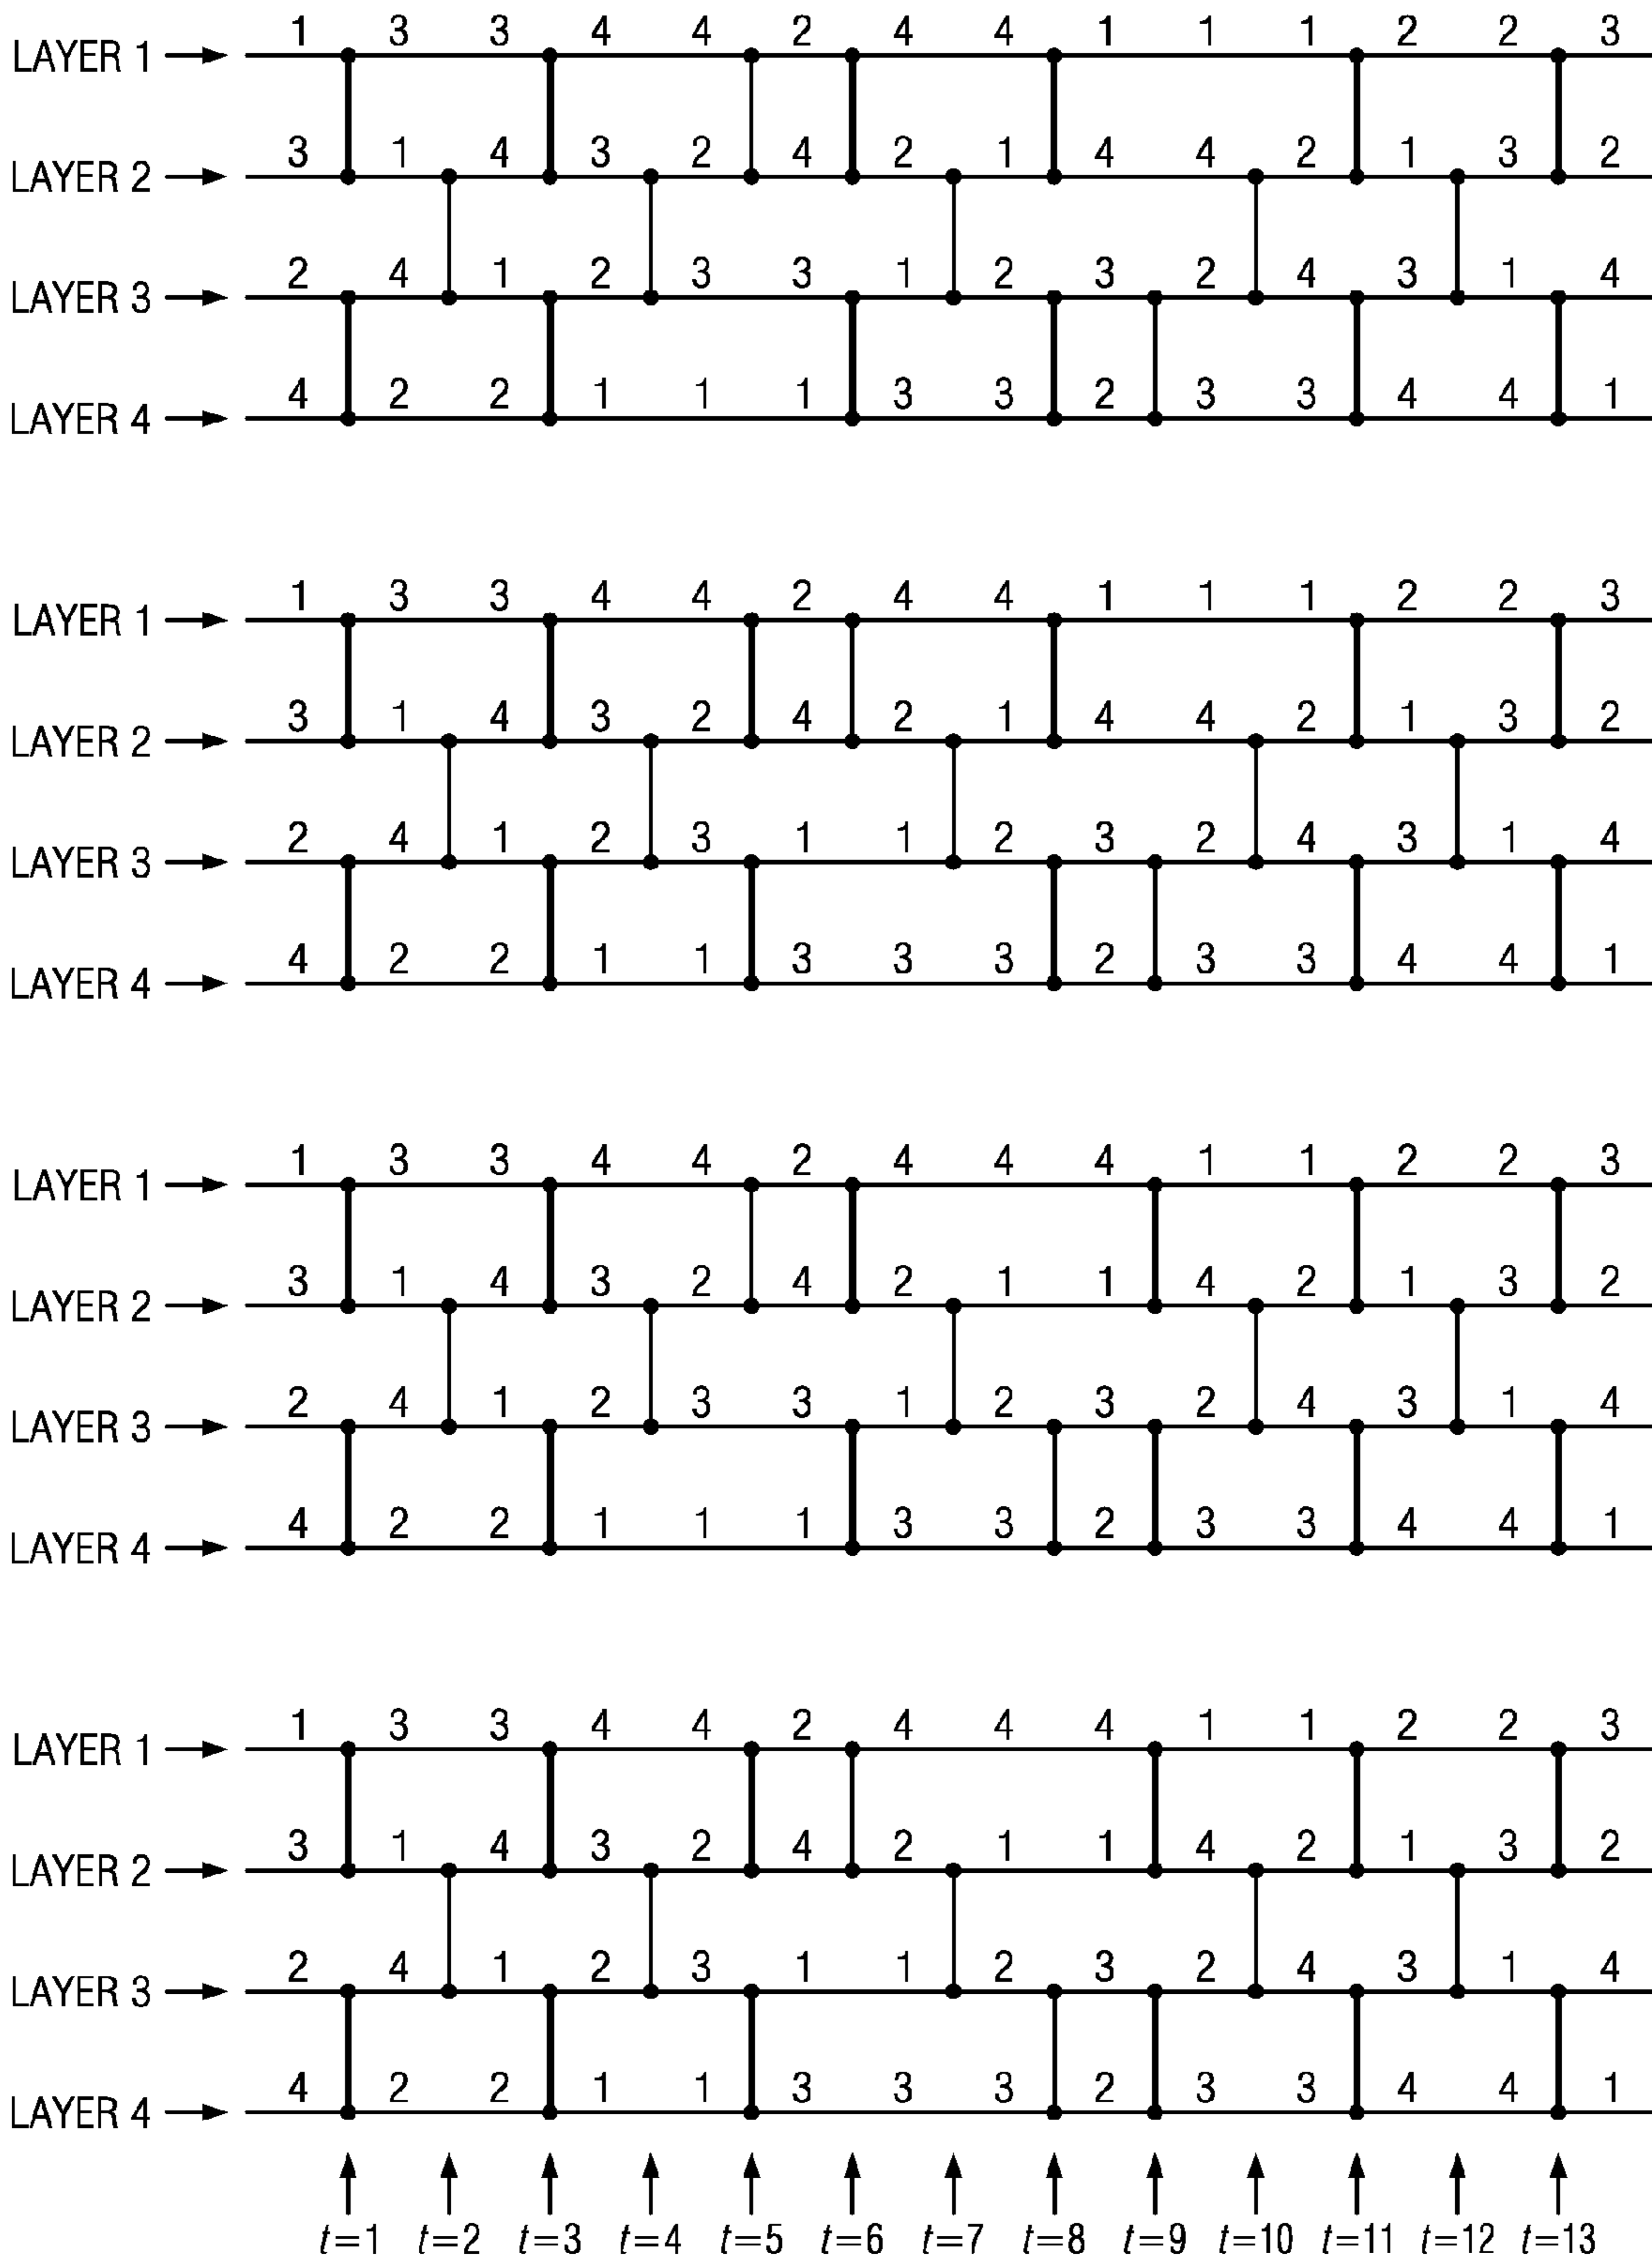 LAYER 1 1 3 3 4 4 2 4 4 1 1 1 2 2 3
LAYER 2 3 1 4 3 2 4 2 1 4 4 2 1 3 2
LAYER 3 2 4 1 2 3 3 1 2 3 2 4 3 1 4
LAYER 4 4 2 2 1 1 1 3 3 2 3 3 4 4 1
LAYER 1 1 3 3 4 4 2 4 4 1 1 1 2 2 3
LAYER 2 3 1 4 3 2 4 2 1 4 4 2 1 3 2
LAYER 3 2 4 1 2 3 1 1 2 3 2 4 3 1 4
LAYER 4 4 2 2 1 1 3 3 3 2 3 3 4 4 1
LAYER 1 1 3 3 4 4 2 4 4 4 1 1 2 2 3
LAYER 2 3 1 4 3 2 4 2 1 1 4 2 1 3 2
LAYER 3 2 4 1 2 3 3 1 2 3 2 4 3 1 4
LAYER 4 4 2 2 1 1 1 3 3 2 3 3 4 4 1
LAYER 1 1 3 3 4 4 2 4 4 4 1 1 2 2 3
LAYER 2 3 1 4 3 2 4 2 1 1 4 2 1 3 2
LAYER 3 2 4 1 2 3 1 1 2 3 2 4 3 1 4
LAYER 4 4 2 2 1 1 3 3 3 2 3 3 4 4 1
t=1 t=2 t=3 t=4 t=5 t=6 t=7 t=8 t=9 t=10 t=11 t=12 t=13